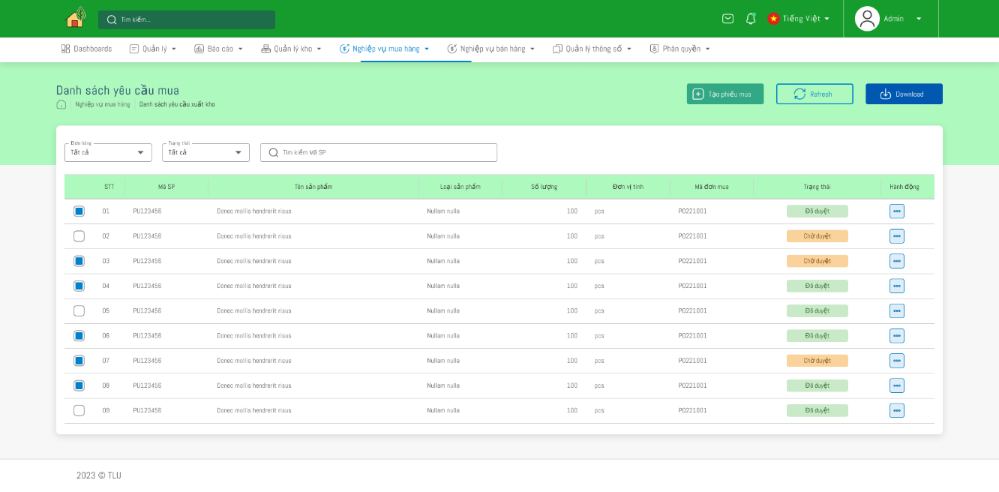 Tìm kiếm...
Tiếng Việt
Admin
Dashboards
Quản lý
Báo cáo
Quản lý kho
Nghiệp vụ mua hàng
Nghiệp vụ bán hàng
Quản lý thông số
Phân quyền
Danh sách yêu cầu mua
Nghiệp vụ mua hàng
Danh sách yêu cầu xuất kho
Tạo phiếu mua
Refresh
Download
Đơn hàng
Tất cả
Trạng thái
Tất cả
Tìm kiếm Mã SP
STT Mã SP Tên sản phẩm Loại sản phẩm Số lượng Đơn vị tính Mã đơn mua Trạng thái Hành động
01 PU123456 Donec mollis hendrerit risus Nullam nulla 100 pcs PO221001 Đã duyệt
02 PU123456 Donec mollis hendrerit risus Nullam nulla 100 pcs PO221001 Chờ duyệt
03 PU123456 Donec mollis hendrerit risus Nullam nulla 100 pcs PO221001 Chờ duyệt
04 PU123456 Donec mollis hendrerit risus Nullam nulla 100 pcs PO221001 Đã duyệt
05 PU123456 Donec mollis hendrerit risus Nullam nulla 100 pcs PO221001 Đã duyệt
06 PU123456 Donec mollis hendrerit risus Nullam nulla 100 pcs PO221001 Đã duyệt
07 PU123456 Donec mollis hendrerit risus Nullam nulla 100 pcs PO221001 Chờ duyệt
08 PU123456 Donec mollis hendrerit risus Nullam nulla 100 pcs PO221001 Đã duyệt
09 PU123456 Donec mollis hendrerit risus Nullam nulla 100 pcs PO221001 Đã duyệt
2023 © TLU